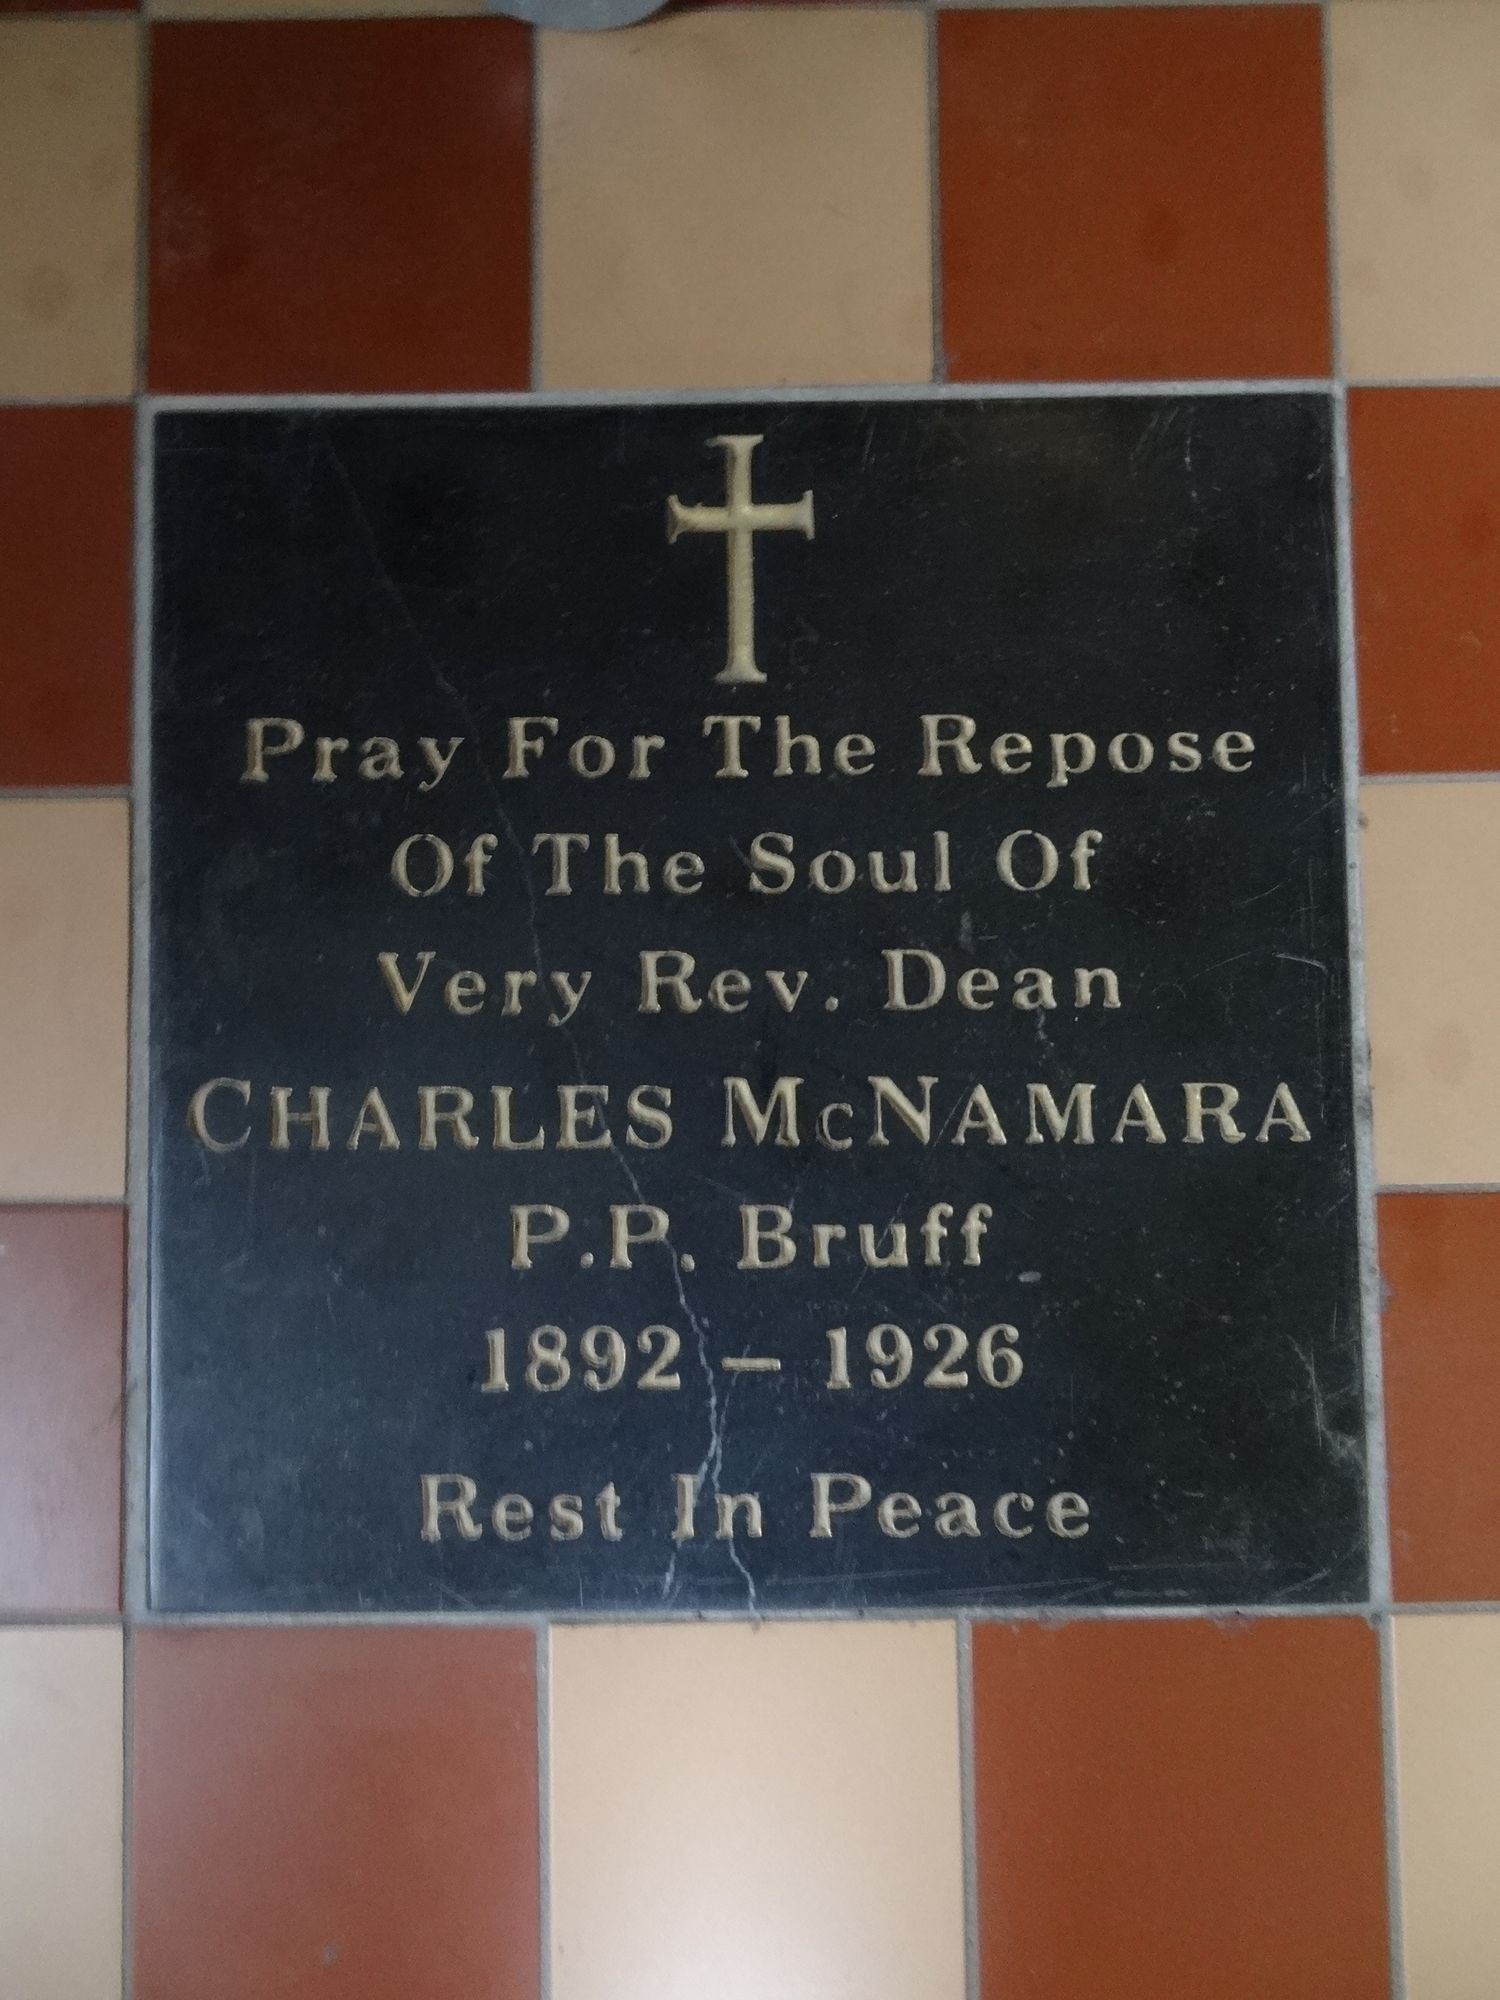 Pray For The Repose
Of The Soul Of
Very Rev. Dean
CHARLES McNAMARA
P.P. Bruff
1892 – 1926
Rest In Peace